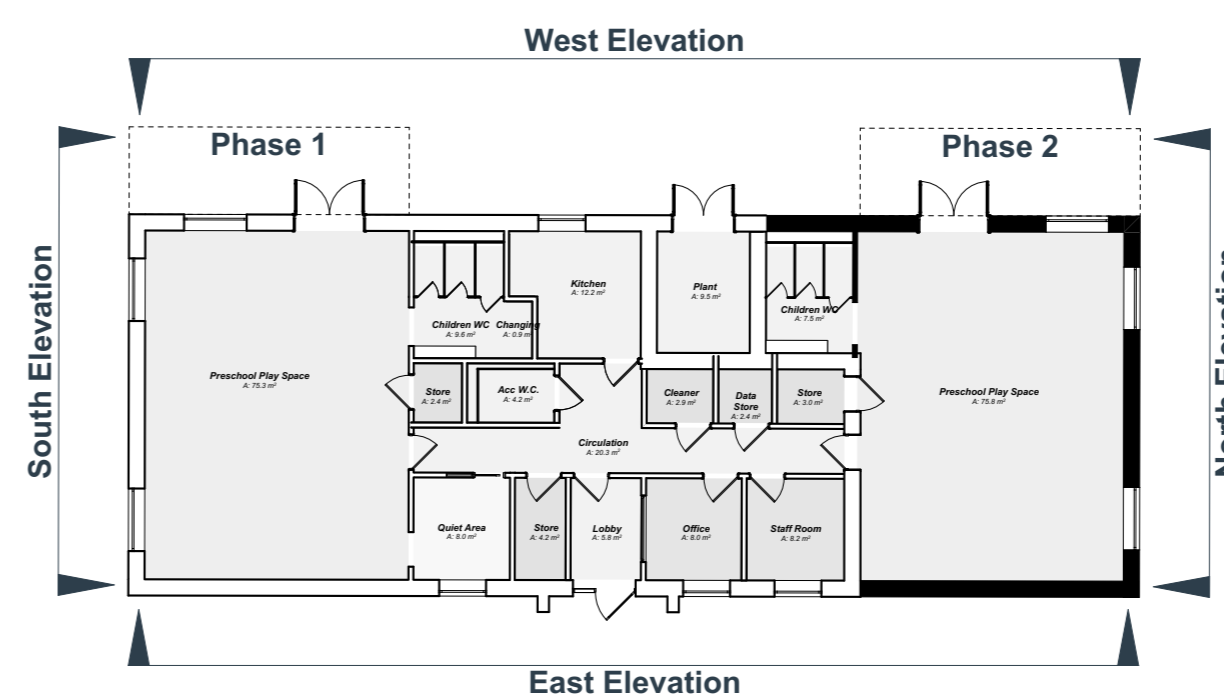 West Elevation
Phase 1
Phase 2
South Elevation
North Elevation
Kitchen
A: 12.2 m²
Plant
A: 9.5 m²
Children WC
A: 9.6 m²
Changing
A: 0.9 m²
Children WC
A: 7.5 m²
Preschool Play Space
A: 75.3 m²
Store
A: 2.4 m²
Acc W.C.
A: 4.2 m²
Cleaner
A: 2.9 m²
Data
Store
A: 2.4 m²
Store
A: 3.0 m²
Preschool Play Space
A: 75.8 m²
Circulation
A: 20.3 m²
Quiet Area
A: 8.0 m²
Store
A: 4.2 m²
Lobby
A: 5.8 m²
Office
A: 8.0 m²
Staff Room
A: 8.2 m²
East Elevation